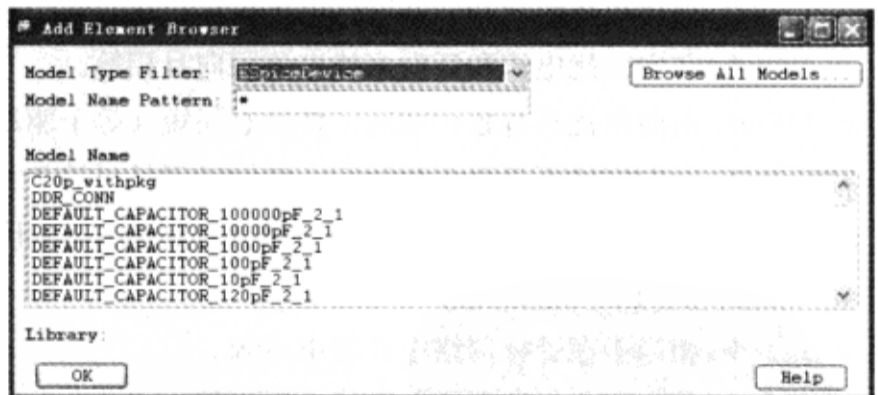 Add Element Browser
Model Type Filter: ESpiceDevice Browse All Models...
Model Name Pattern: *
Model Name
C20p_withpkg
DDR_CONN
DEFAULT_CAPACITOR_100000pF_2_1
DEFAULT_CAPACITOR_10000pF_2_1
DEFAULT_CAPACITOR_1000pF_2_1
DEFAULT_CAPACITOR_100pF_2_1
DEFAULT_CAPACITOR_10pF_2_1
DEFAULT_CAPACITOR_120pF_2_1
Library:
OK Help